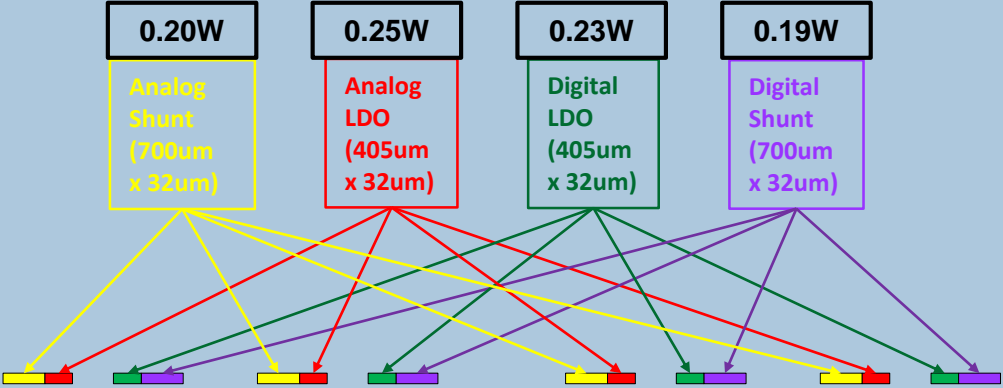 0.20W
0.25W
0.23W
0.19W
Analog
Shunt
(700um
x 32um)
Analog
LDO
(405um
x 32um)
Digital
LDO
(405um
x 32um)
Digital
Shunt
(700um
x 32um)